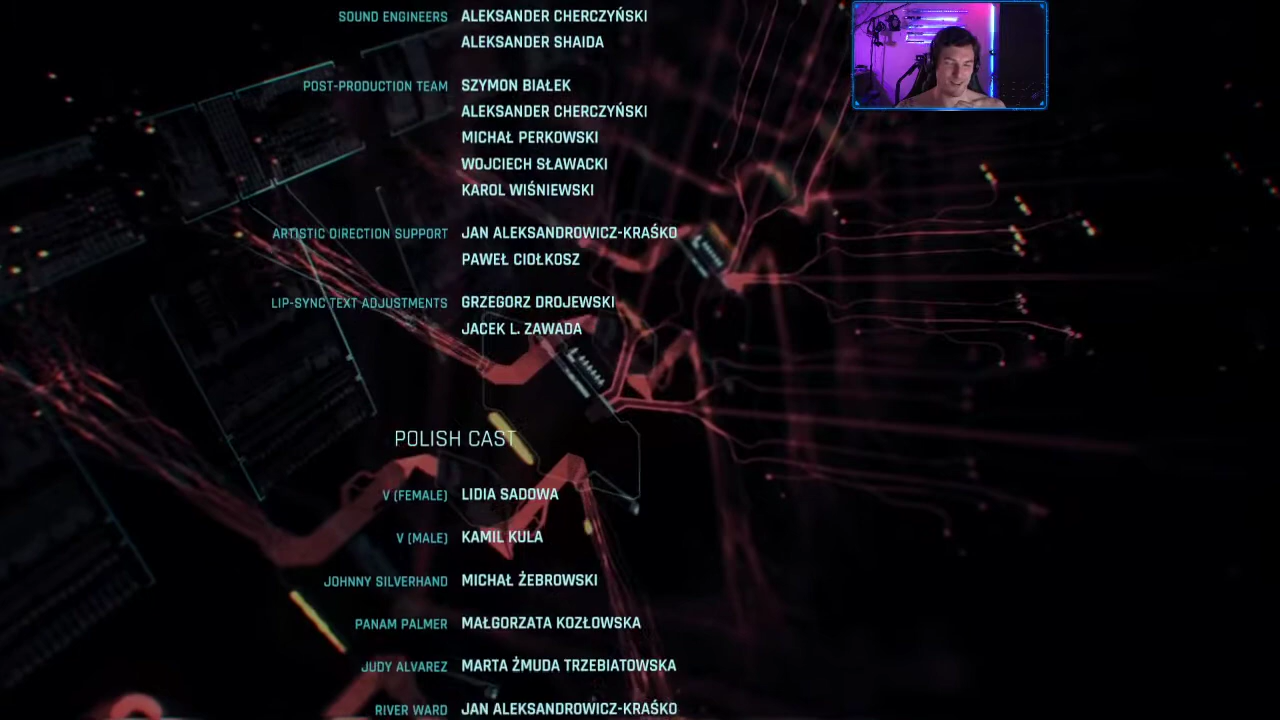 SOUND ENGINEERS ALEKSANDER CHERCZYŃSKI
ALEKSANDER SHAIDA
POST-PRODUCTION TEAM SZYMON BIAŁEK
ALEKSANDER CHERCZYŃSKI
MICHAŁ PERKOWSKI
WOJCIECH SŁAWACKI
KAROL WIŚNIEWSKI
ARTISTIC DIRECTION SUPPORT JAN ALEKSANDROWICZ-KRAŚKO
PAWEŁ CIOŁKOSZ
LIP-SYNC TEXT ADJUSTMENTS GRZEGORZ DROJEWSKI
JACEK L. ZAWADA
POLISH CAST
V (FEMALE) LIDIA SADOWA
V (MALE) KAMIL KULA
JOHNNY SILVERHAND MICHAŁ ŻEBROWSKI
PANAM PALMER MAŁGORZATA KOZŁOWSKA
JUDY ALVAREZ MARTA ŻMUDA TRZEBIATOWSKA
RIVER WARD JAN ALEKSANDROWICZ-KRAŚKO